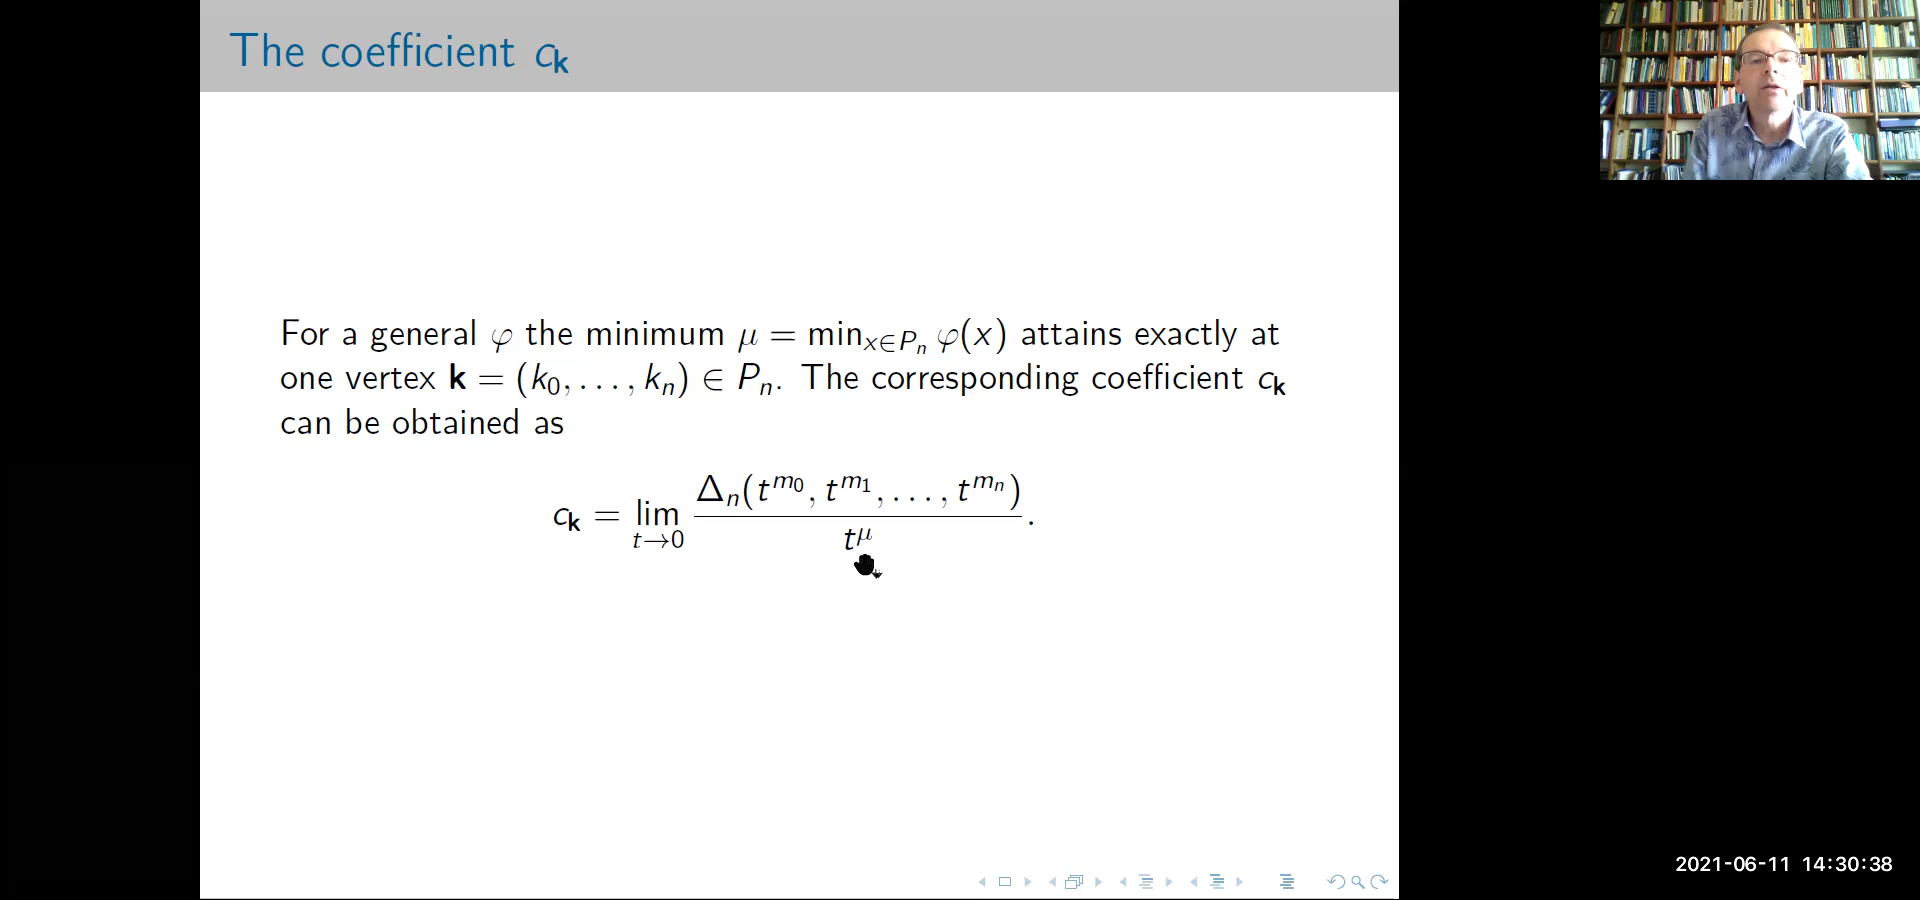 The coefficient c_𝐤
For a general φ the minimum μ = min_{x∈P_n} φ(x) attains exactly at
one vertex 𝐤 = (k_0, . . . , k_n) ∈ P_n. The corresponding coefficient c_𝐤
can be obtained as
c_𝐤 = lim_{t→0} \frac{Δ_n(t^{m_0}, t^{m_1}, . . . , t^{m_n})}{t^μ}.
2021-06-11 14:30:38